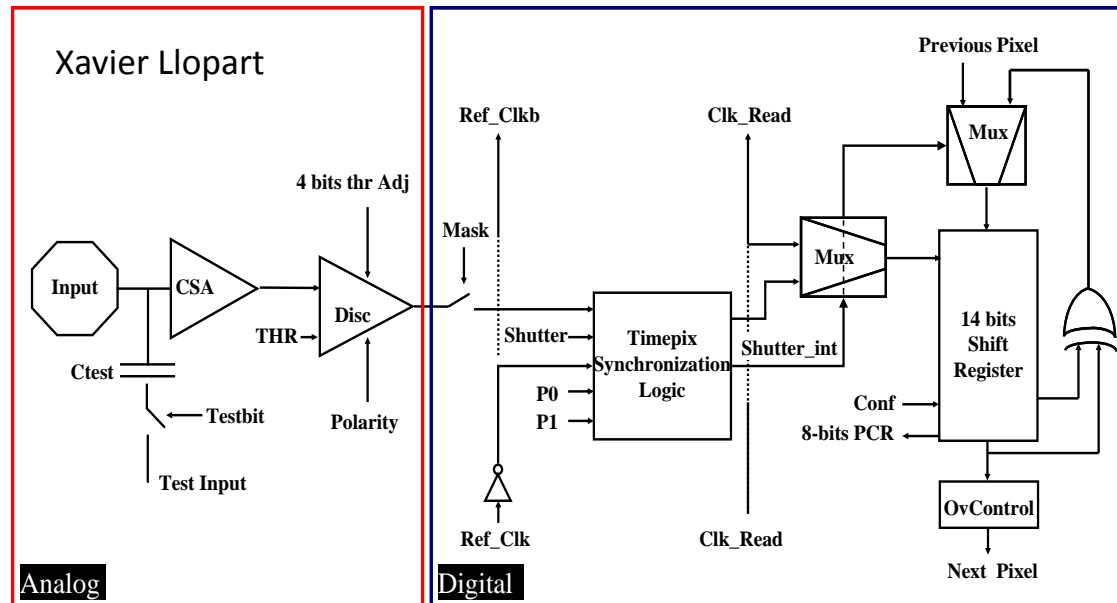 Xavier Llopart
Previous Pixel
Ref_Clkb
Clk_Read
Mux
4 bits thr Adj
Mask
Input
CSA
Disc
Mux
THR
Shutter
Timepix
Synchronization
Logic
Shutter_int
14 bits
Shift
Register
Ctest
P0
P1
Conf
8-bits PCR
Testbit
Polarity
Test Input
OvControl
Ref_Clk
Clk_Read
Next Pixel
Analog
Digital